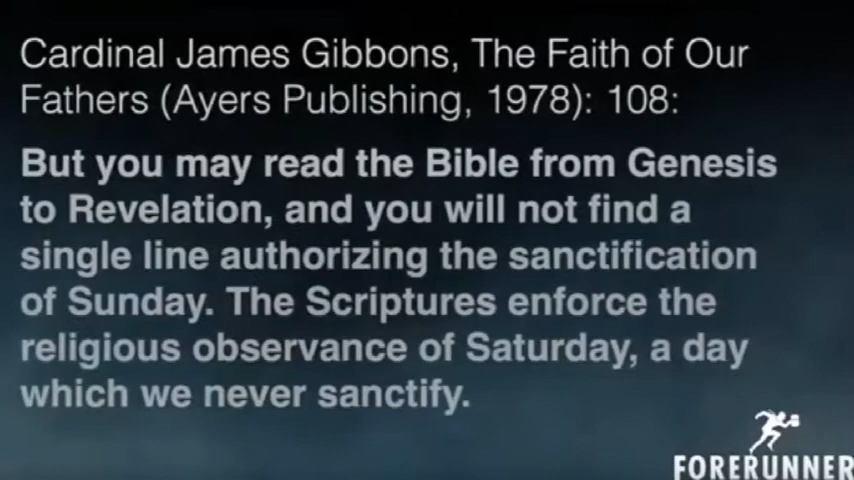 Cardinal James Gibbons, The Faith of Our
Fathers (Ayers Publishing, 1978): 108:
But you may read the Bible from Genesis
to Revelation, and you will not find a
single line authorizing the sanctification
of Sunday. The Scriptures enforce the
religious observance of Saturday, a day
which we never sanctify.
FORERUNNER